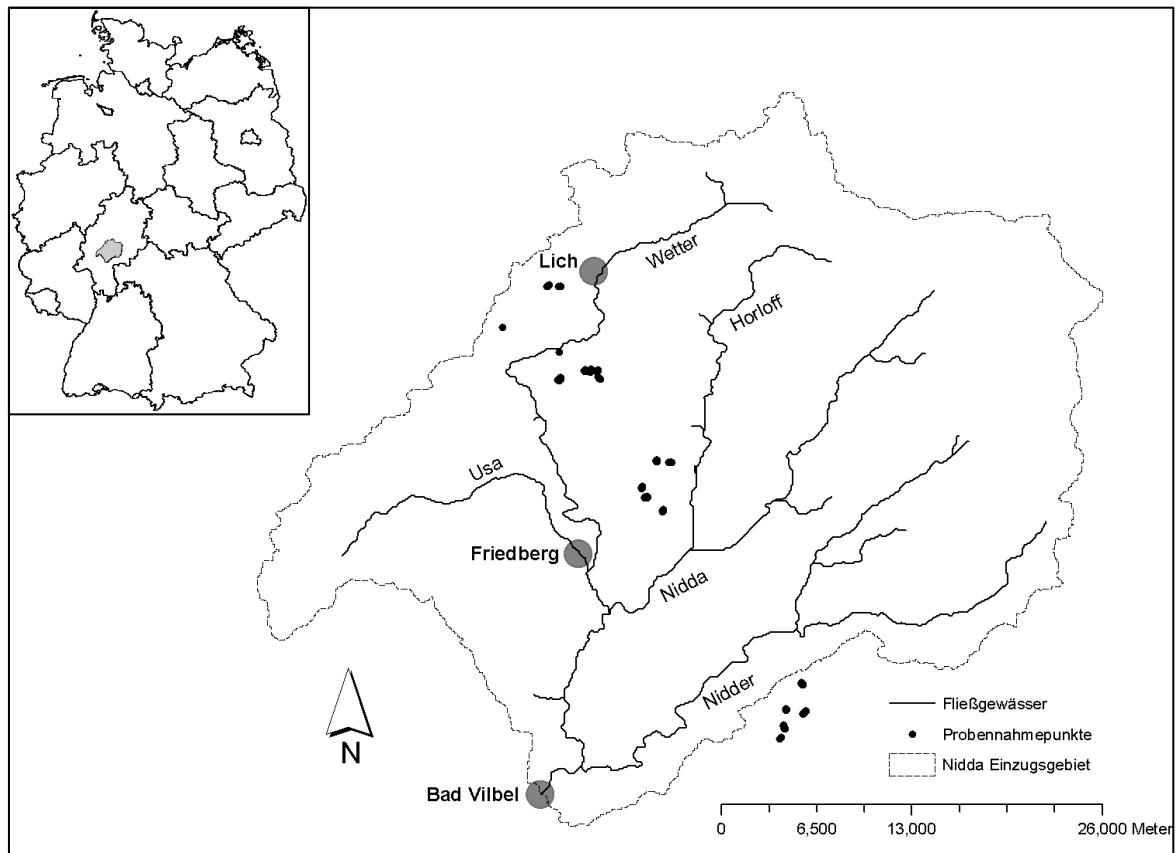 Wetter
Lich
Horloff
Usa
Friedberg
Nidda
Nidder
N
Bad Vilbel
Fließgewässer
Probennahmepunkte
Nidda Einzugsgebiet
0 6,500 13,000 26,000 Meter